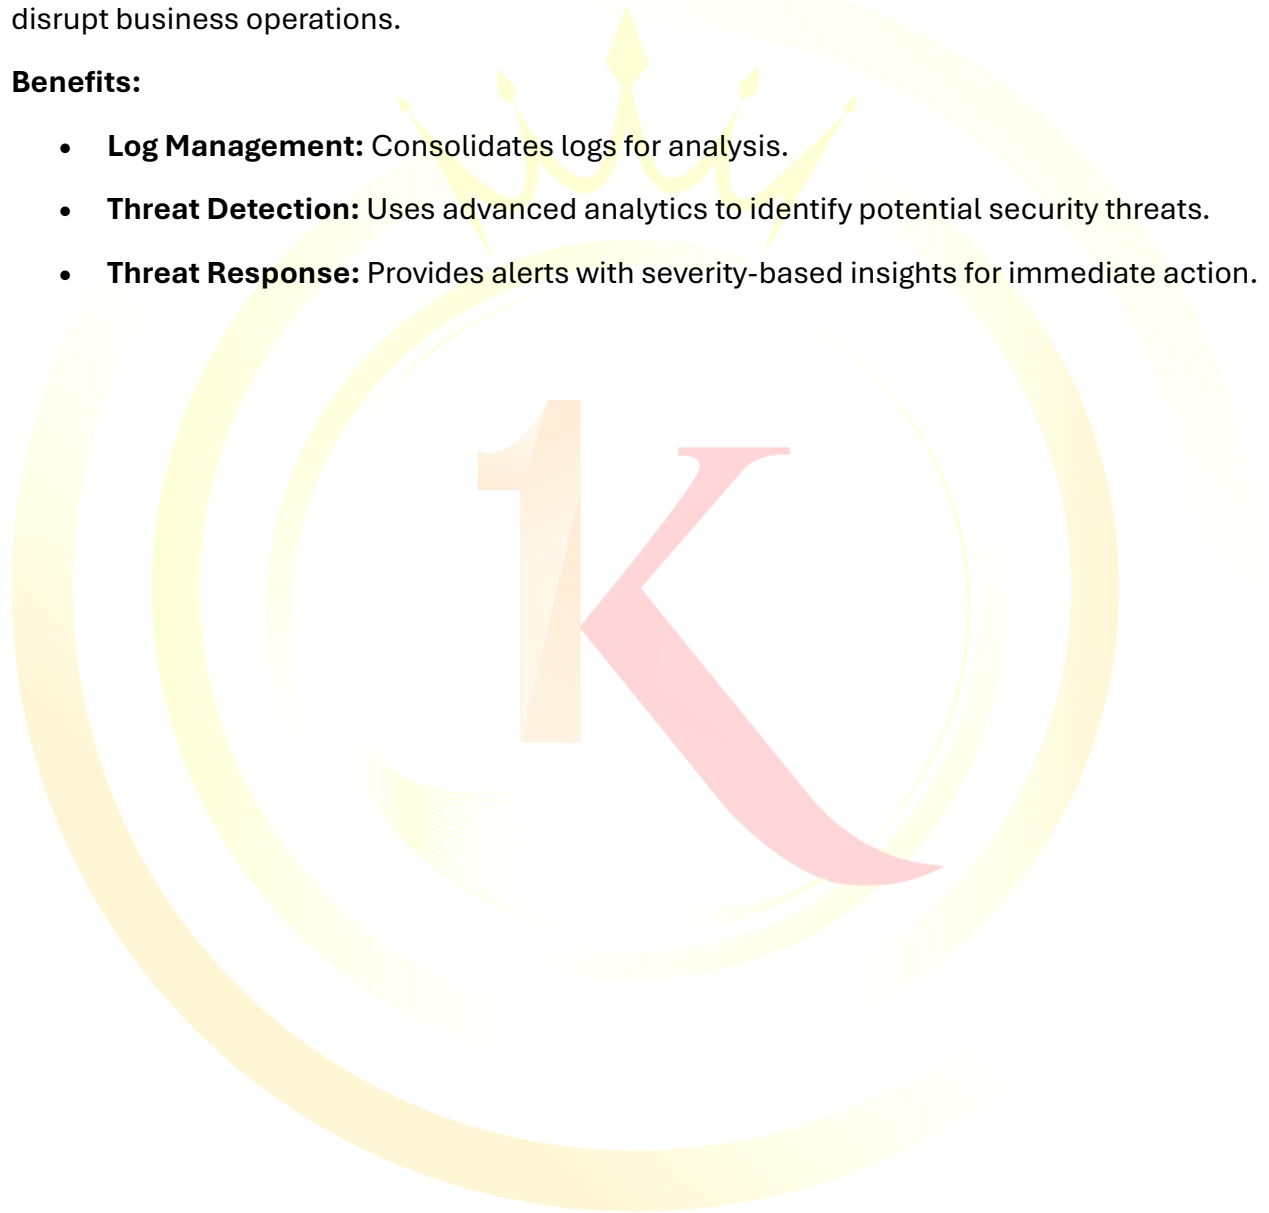 disrupt business operations.
Benefits:
• Log Management: Consolidates logs for analysis.
• Threat Detection: Uses advanced analytics to identify potential security threats.
• Threat Response: Provides alerts with severity-based insights for immediate action.
1K